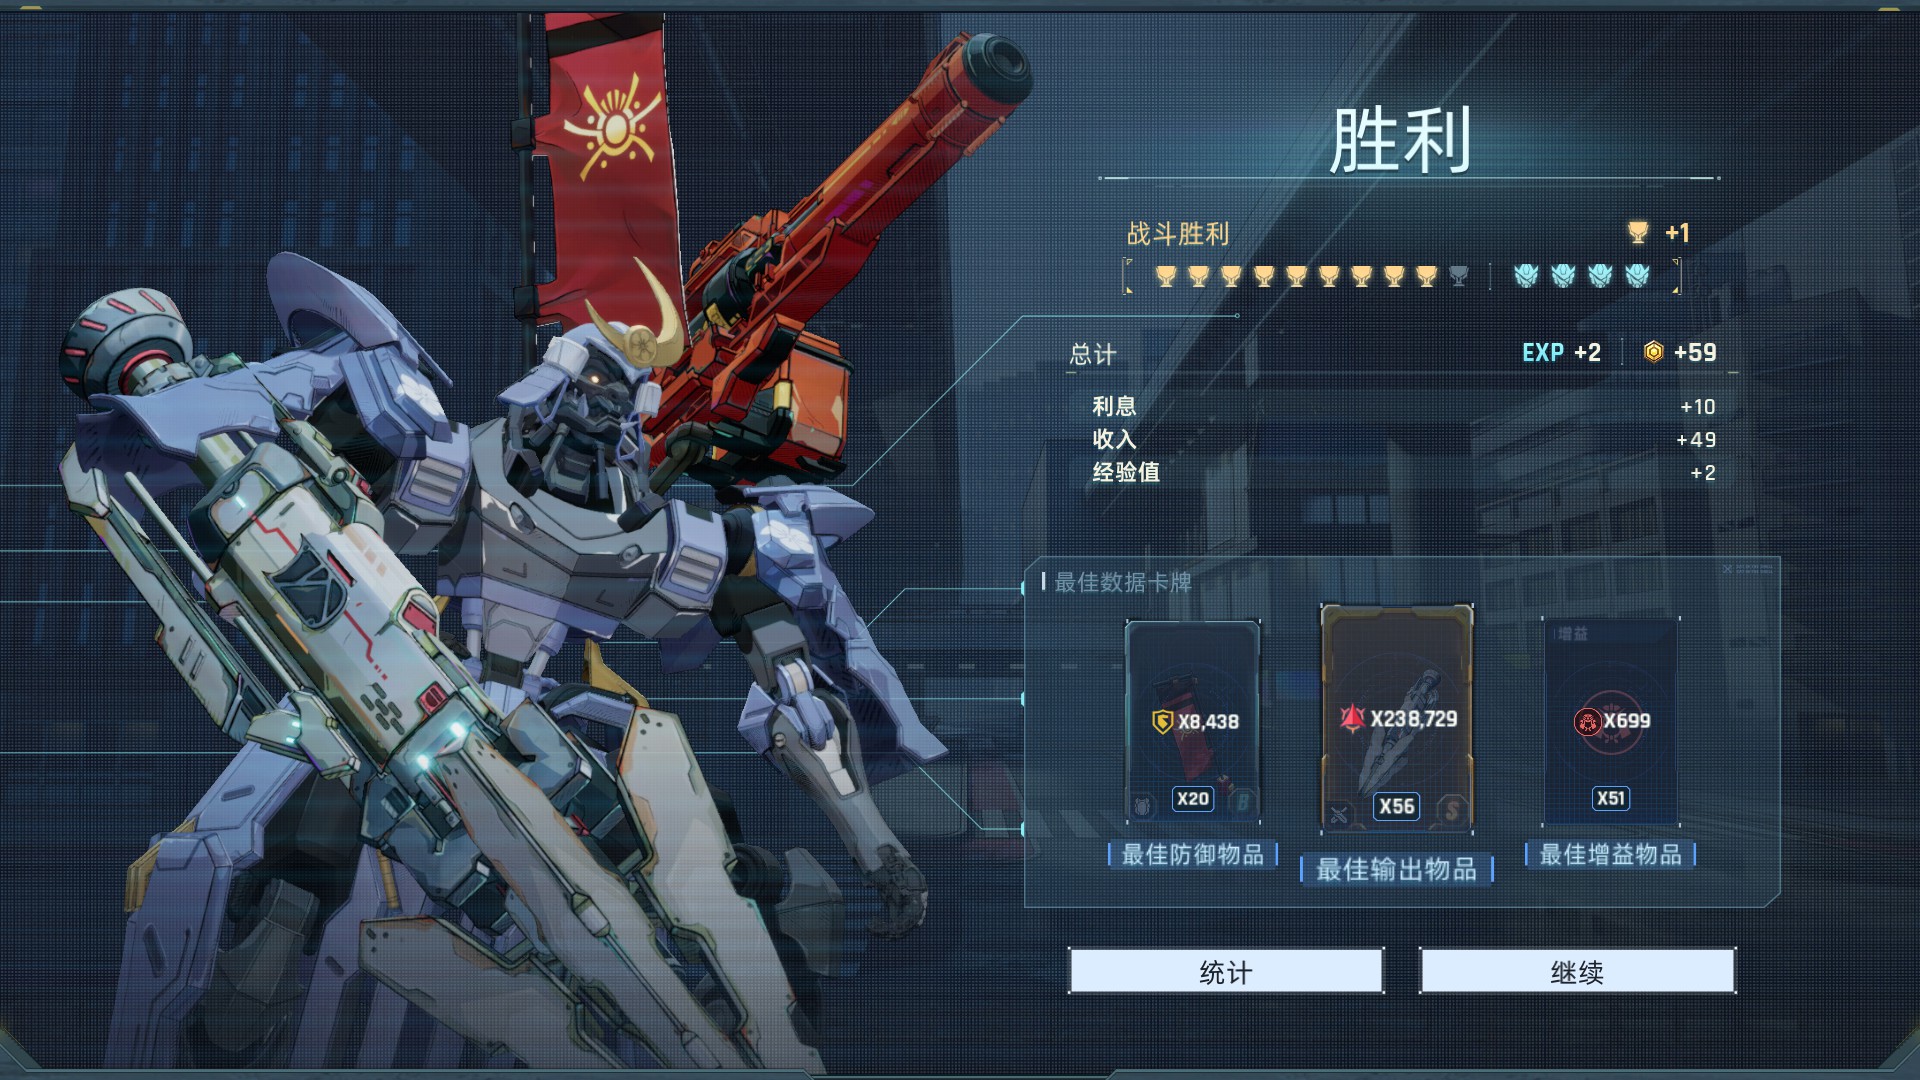 胜利
战斗胜利 +1
总计 EXP +2 +59
利息 +10
收入 +49
经验值 +2
最佳数据卡牌
增益
X8,438
X238,729
X699
X20
B
X56
S
X51
最佳防御物品
最佳输出物品
最佳增益物品
统计
继续